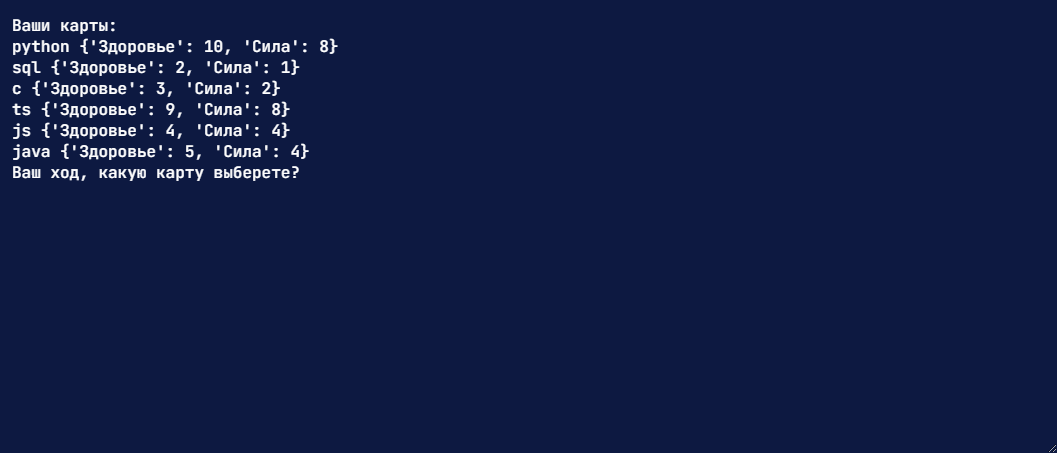 Ваши карты:
python {'Здоровье': 10, 'Сила': 8}
sql {'Здоровье': 2, 'Сила': 1}
c {'Здоровье': 3, 'Сила': 2}
ts {'Здоровье': 9, 'Сила': 8}
js {'Здоровье': 4, 'Сила': 4}
java {'Здоровье': 5, 'Сила': 4}
Ваш ход, какую карту выберете?